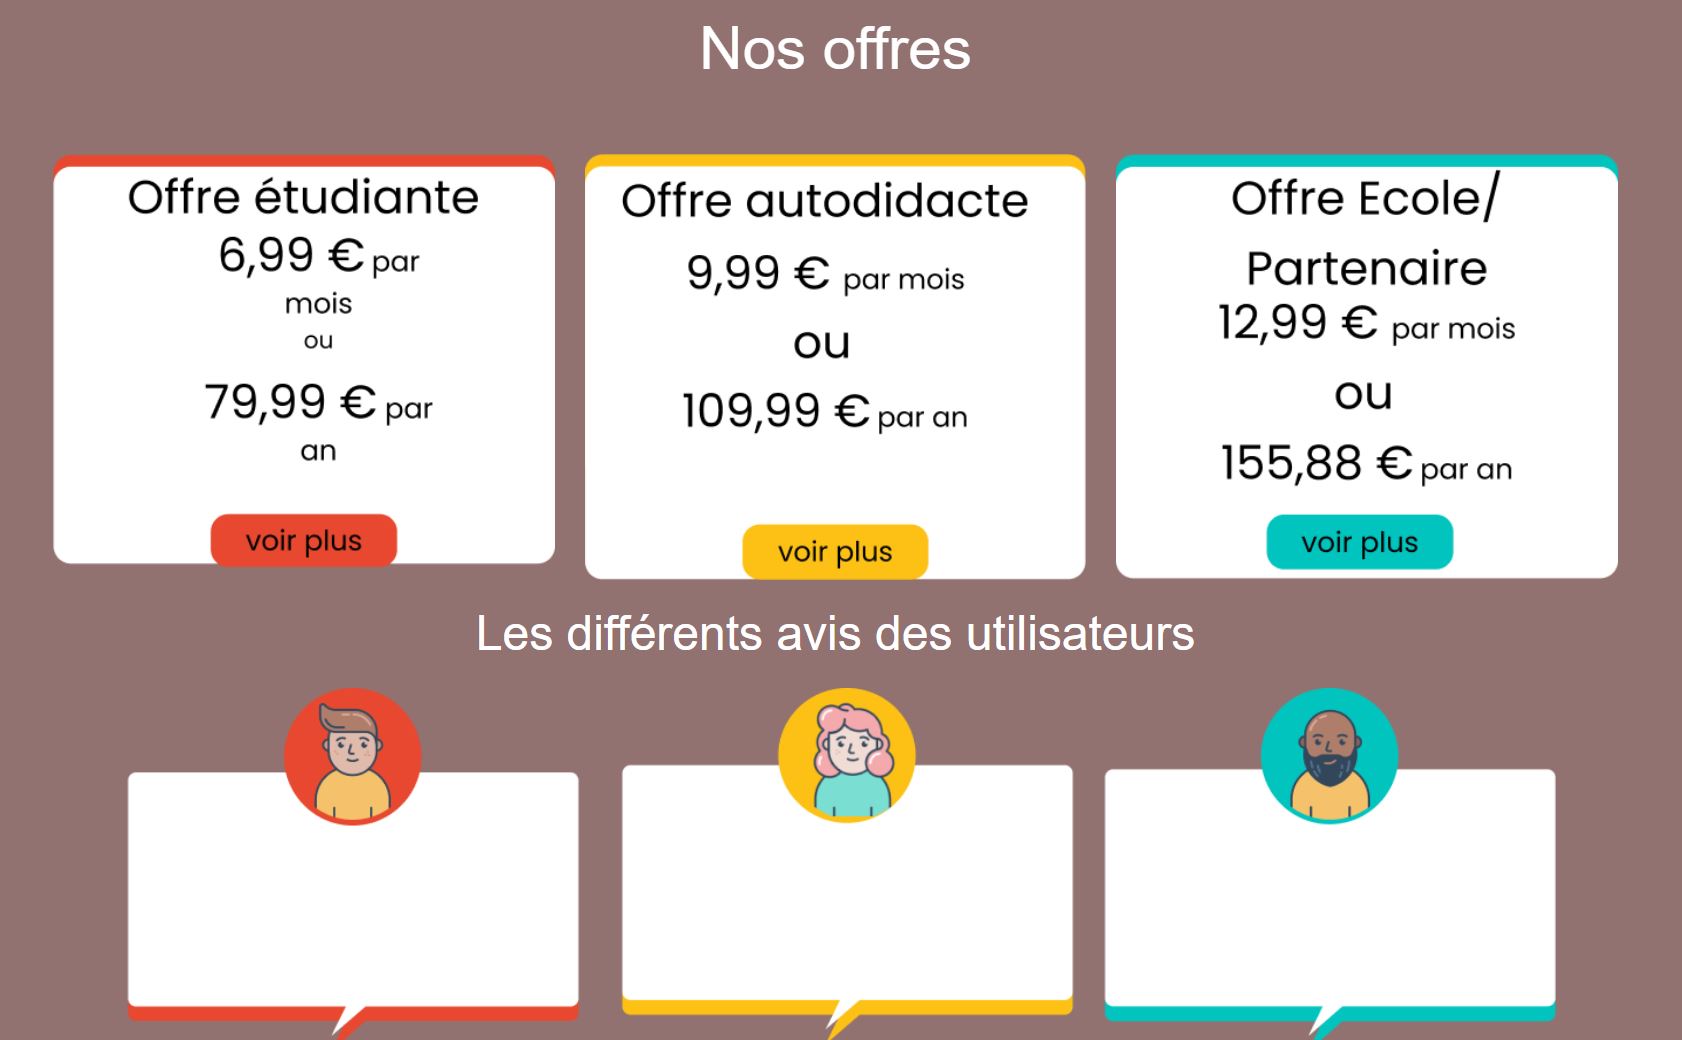 Nos offres
Offre étudiante
6,99 € par
mois
ou
79,99 € par
an
voir plus
Offre autodidacte
9,99 € par mois
ou
109,99 € par an
voir plus
Offre Ecole/
Partenaire
12,99 € par mois
ou
155,88 € par an
voir plus
Les différents avis des utilisateurs